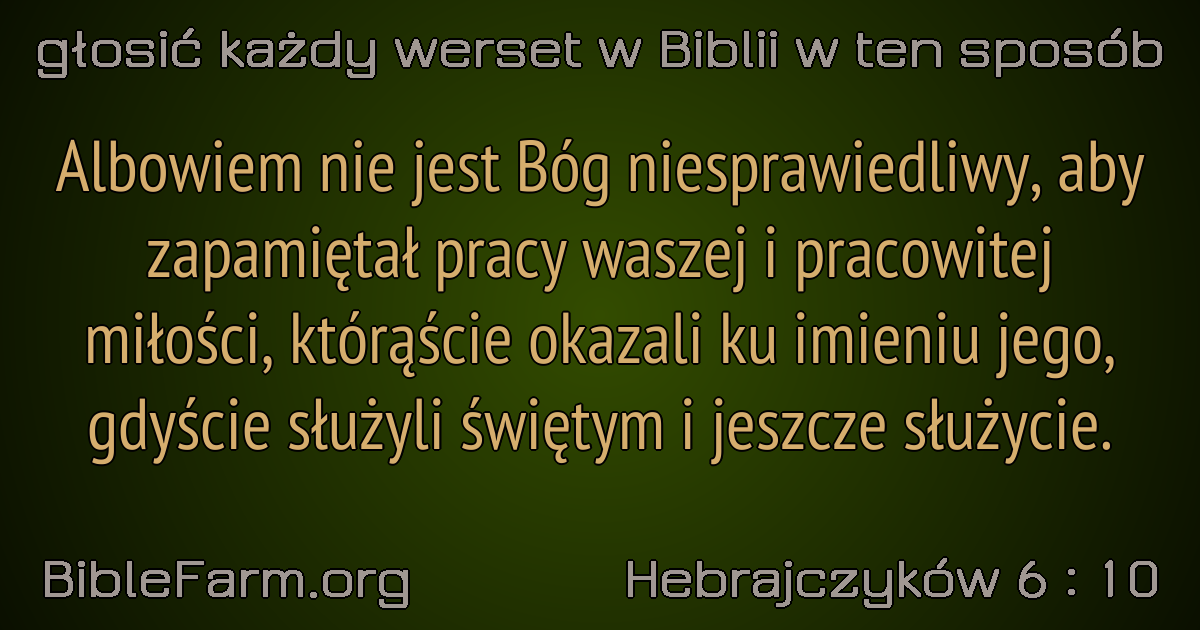 głosić każdy werset w Biblii w ten sposób
Albowiem nie jest Bóg niesprawiedliwy, aby
zapamiętał pracy waszej i pracowitej
miłości, którąście okazali ku imieniu jego,
gdyście służyli świętym i jeszcze służycie.
BibleFarm.org
Hebrajczyków 6 : 10